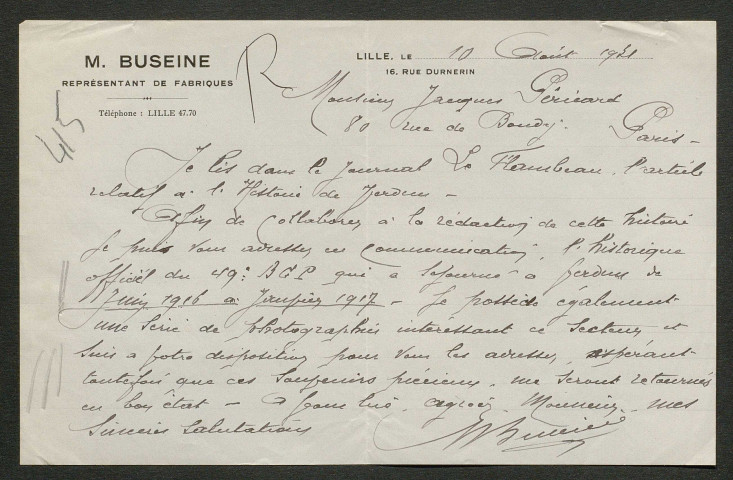 M. BUSEINE
REPRÉSENTANT DE FABRIQUES
Téléphone : LILLE 47.70
LILLE, LE 10 Août 1931
16, RUE DURNERIN
R
415
Monsieur Jacques Péricard
80 rue de Bondy. Paris -
Je lis dans le journal Le Flambeau, l'article
relatif à l'Histoire de Verdun -
Afin de collaborer à la rédaction de cette histoire
Je puis vous adresser en communication, l'historique
officiel du 49e BCP qui a séjourné à Verdun de
Juin 1916 à Janvier 1917 - Je possède également
une série de photographies intéressant ce secteur et
suis à votre disposition pour vous les adresser, espérant
toutefois que ces souvenirs précieux, me seront retournés
en bon état - à vous lire, agréez, Monsieur, mes
Sincères Salutations
MBuseine